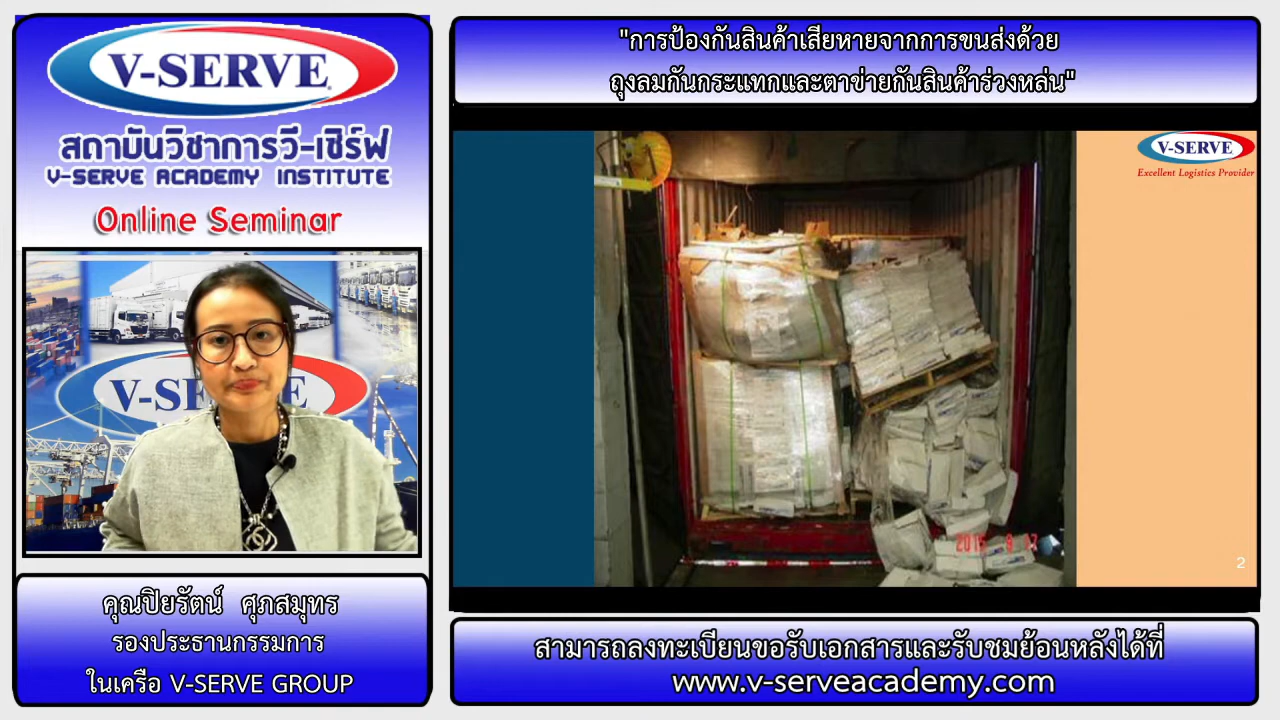 V-SERVE
สถาบันวิชาการวี-เซิร์ฟ
V-SERVE ACADEMY INSTITUTE
Online Seminar
V-SERVE
คุณปิยรัตน์ ศุภสมุทร
รองประธานกรรมการ
ในเครือ V-SERVE GROUP
"การป้องกันสินค้าเสียหายจากการขนส่งด้วย
ถุงลมกันกระแทกและตาข่ายกันสินค้าร่วงหล่น"
V-SERVE
Excellent Logistics Provider
2
สามารถลงทะเบียนขอรับเอกสารและรับชมย้อนหลังได้ที่
www.v-serveacademy.com